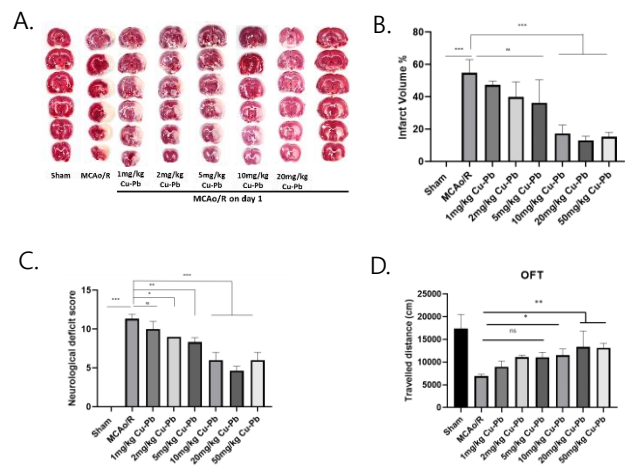 A.
Sham
MCAo/R
1mg/kg
Cu-Pb
2mg/kg
Cu-Pb
5mg/kg
Cu-Pb
10mg/kg
Cu-Pb
20mg/kg
Cu-Pb
MCAo/R on day 1
B.
***
***
Infarct Volume %
80
60
40
20
0
Sham
MCAo/R
1mg/kg Cu-Pb
2mg/kg Cu-Pb
5mg/kg Cu-Pb
10mg/kg Cu-Pb
20mg/kg Cu-Pb
50mg/kg Cu-Pb
C.
***
**
*
***
Neurological deficit score
15
10
5
0
Sham
MCAo/R
1mg/kg Cu-Pb
2mg/kg Cu-Pb
5mg/kg Cu-Pb
10mg/kg Cu-Pb
20mg/kg Cu-Pb
50mg/kg Cu-Pb
D.
OFT
**
*
ns
Travelled distance (cm)
25000
20000
15000
10000
5000
0
Sham
MCAo/R
1mg/kg Cu-Pb
2mg/kg Cu-Pb
5mg/kg Cu-Pb
10mg/kg Cu-Pb
20mg/kg Cu-Pb
50mg/kg Cu-Pb